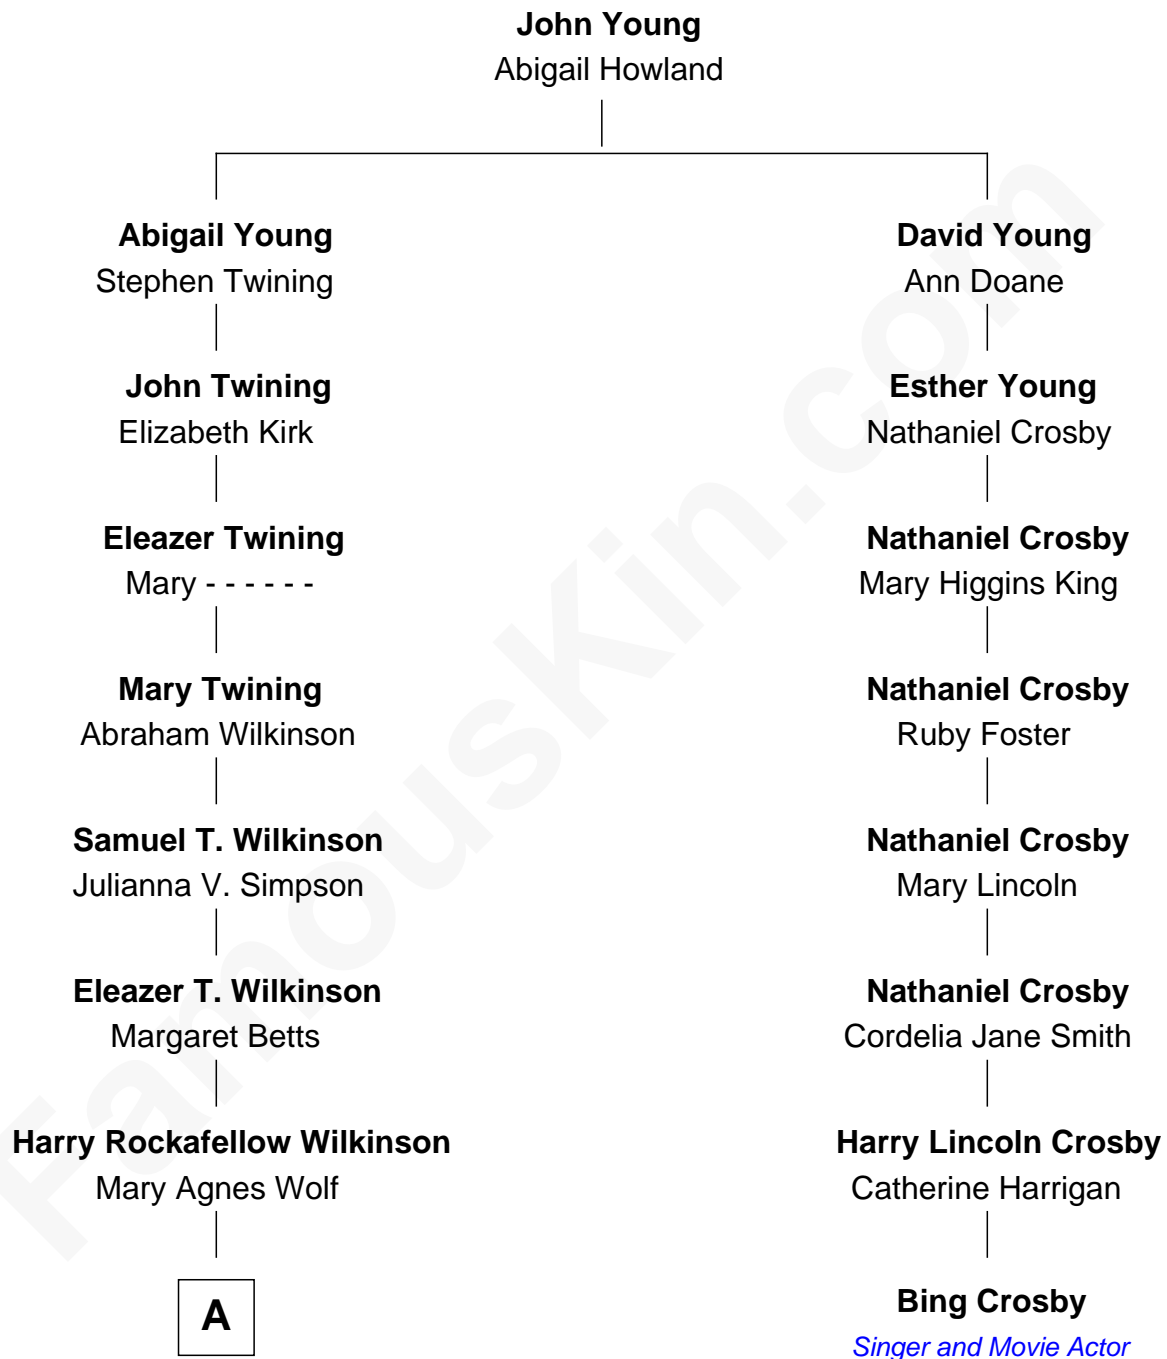 John Young
Abigail Howland
Abigail Young
Stephen Twining
David Young
Ann Doane
John Twining
Elizabeth Kirk
Esther Young
Nathaniel Crosby
Eleazer Twining
Mary - - - - - -
Nathaniel Crosby
Mary Higgins King
Mary Twining
Abraham Wilkinson
Nathaniel Crosby
Ruby Foster
Samuel T. Wilkinson
Julianna V. Simpson
Nathaniel Crosby
Mary Lincoln
Eleazer T. Wilkinson
Margaret Betts
Nathaniel Crosby
Cordelia Jane Smith
Harry Rockafellow Wilkinson
Mary Agnes Wolf
Harry Lincoln Crosby
Catherine Harrigan
A
Bing Crosby
Singer and Movie Actor
FamousKin.com